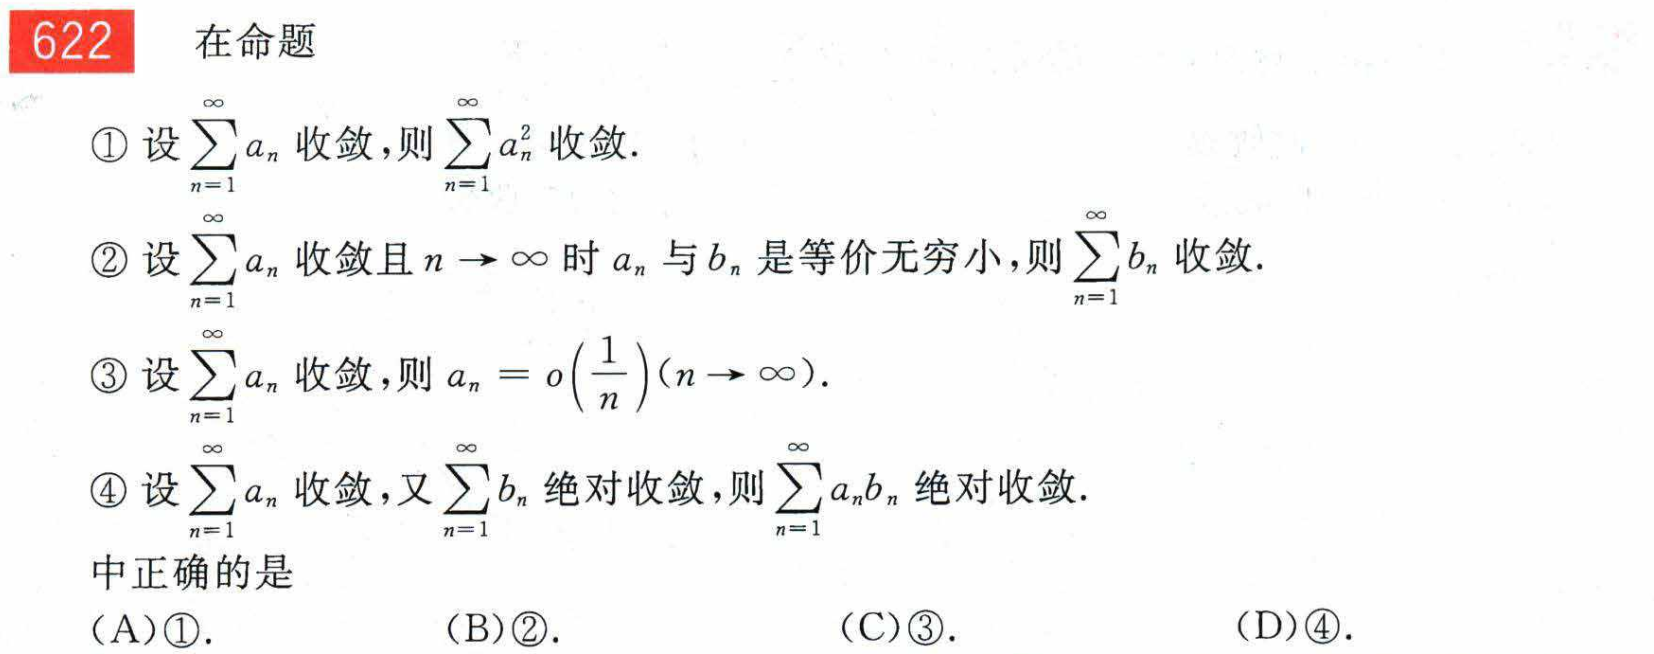 622 在命题
① 设 $\sum_{n=1}^{\infty} a_n$ 收敛,则 $\sum_{n=1}^{\infty} a_n^2$ 收敛.
② 设 $\sum_{n=1}^{\infty} a_n$ 收敛且 $n \to \infty$ 时 $a_n$ 与 $b_n$ 是等价无穷小,则 $\sum_{n=1}^{\infty} b_n$ 收敛.
③ 设 $\sum_{n=1}^{\infty} a_n$ 收敛,则 $a_n = o\left(\frac{1}{n}\right)(n \to \infty)$.
④ 设 $\sum_{n=1}^{\infty} a_n$ 收敛,又 $\sum_{n=1}^{\infty} b_n$ 绝对收敛,则 $\sum_{n=1}^{\infty} a_n b_n$ 绝对收敛.
中正确的是
(A)①. (B)②. (C)③. (D)④.